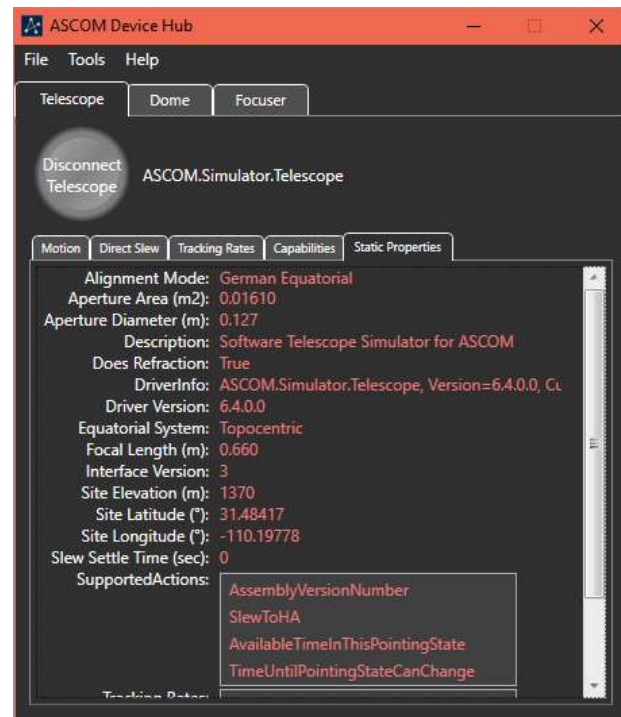 ASCOM Device Hub
File Tools Help
Telescope Dome Focuser
Disconnect
Telescope
ASCOM.Simulator.Telescope
Motion Direct Slew Tracking Rates Capabilities Static Properties
Alignment Mode: German Equatorial
Aperture Area (m2): 0.01610
Aperture Diameter (m): 0.127
Description: Software Telescope Simulator for ASCOM
Does Refraction: True
DriverInfo: ASCOM.Simulator.Telescope, Version=6.4.0.0, Cu
Driver Version: 6.4.0.0
Equatorial System: Topocentric
Focal Length (m): 0.660
Interface Version: 3
Site Elevation (m): 1370
Site Latitude (°): 31.48417
Site Longitude (°): -110.19778
Slew Settle Time (sec): 0
SupportedActions:
AssemblyVersionNumber
SlewToHA
AvailableTimeInThisPointingState
TimeUntilPointingStateCanChange
Tracking Rates: